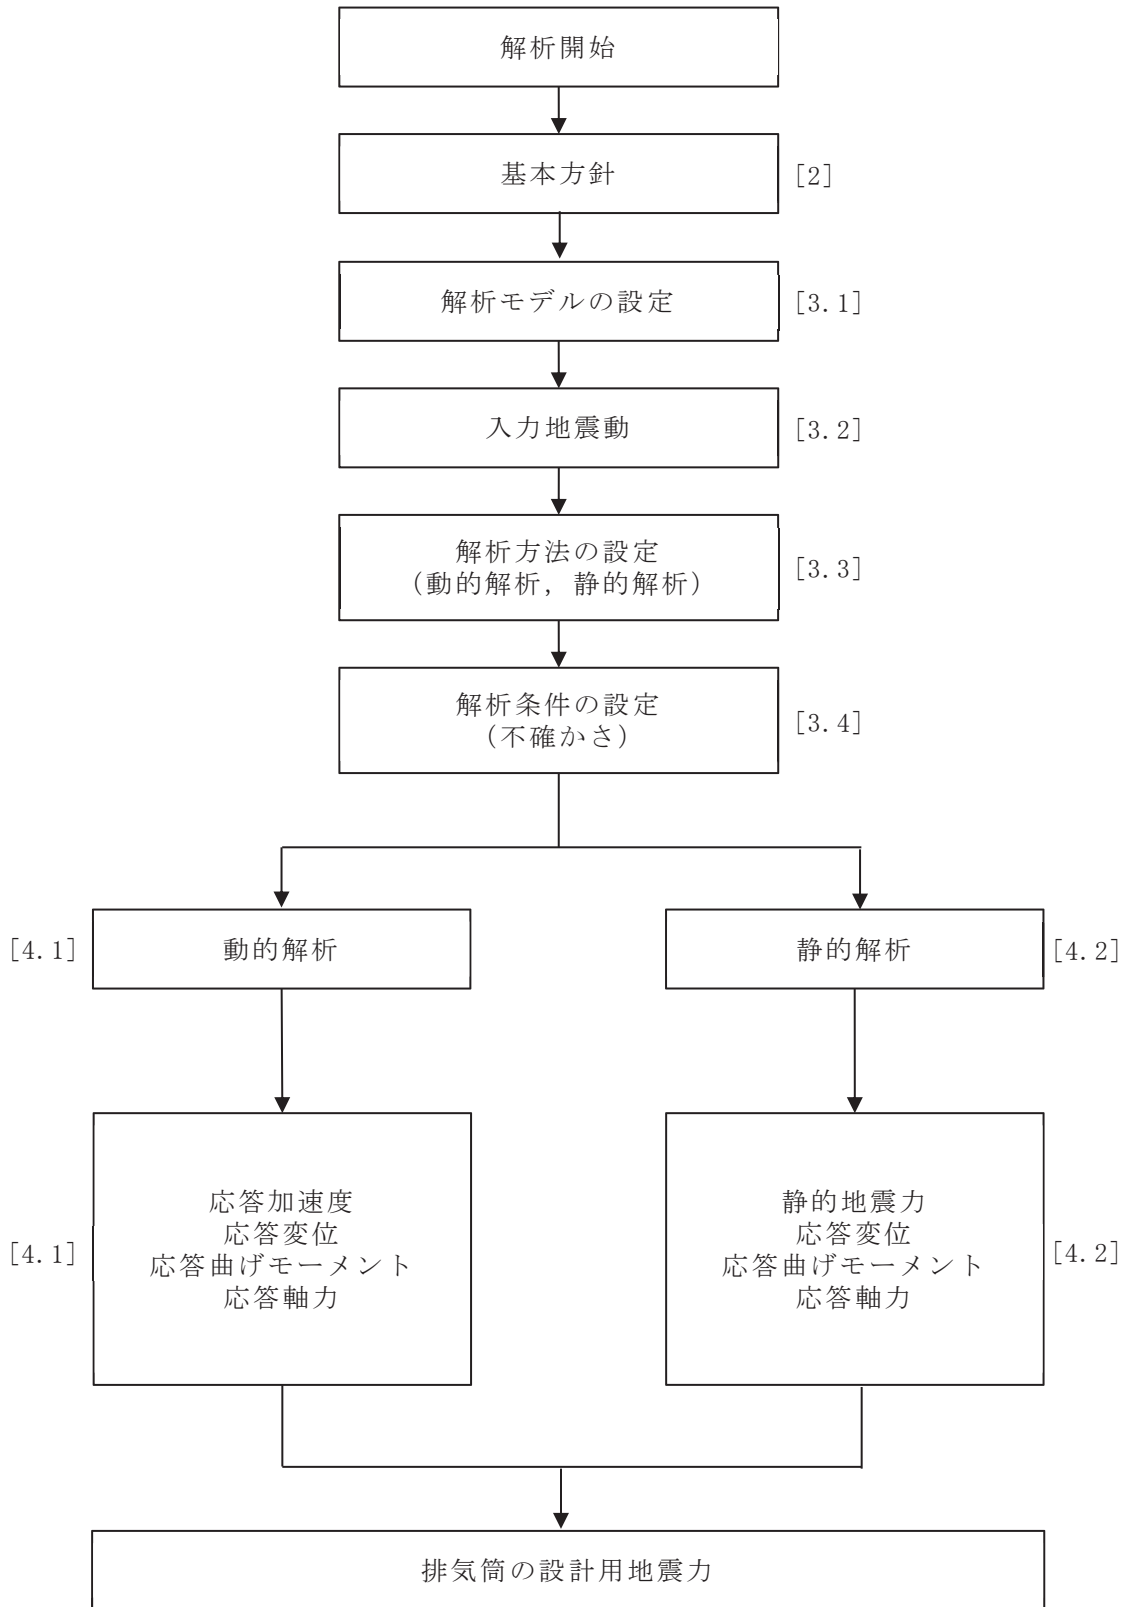 解析開始
基本方針
[2]
解析モデルの設定
[3.1]
入力地震動
[3.2]
解析方法の設定
（動的解析，静的解析）
[3.3]
解析条件の設定
（不確かさ）
[3.4]
[4.1]
動的解析
静的解析
[4.2]
[4.1]
応答加速度
応答変位
応答曲げモーメント
応答軸力
静的地震力
応答変位
応答曲げモーメント
応答軸力
[4.2]
排気筒の設計用地震力